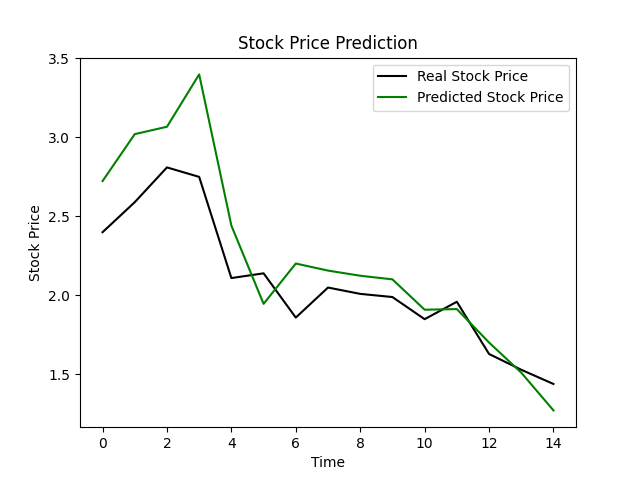 Stock Price Prediction
Real Stock Price
Predicted Stock Price
Stock Price
3.5
3.0
2.5
2.0
1.5
0 2 4 6 8 10 12 14
Time